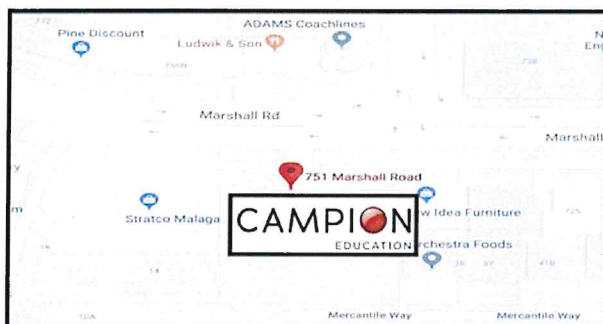 772
ADAMS Coachlines
Pine Discount
Ludwik & Son
Marshall Rd
Marshall
751 Marshall Road
Stratco Malaga
w Idea Furniture
CAMPION
EDUCATION
rchestra Foods
Mercantile Way
Mercantile Way